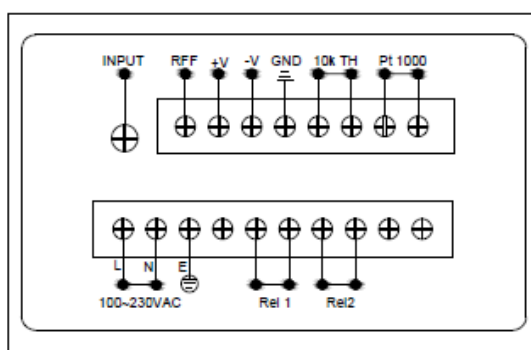 INPUT RFF +V -V GND 10k TH Pt 1000
L N E
100~230VAC Rel 1 Rel2